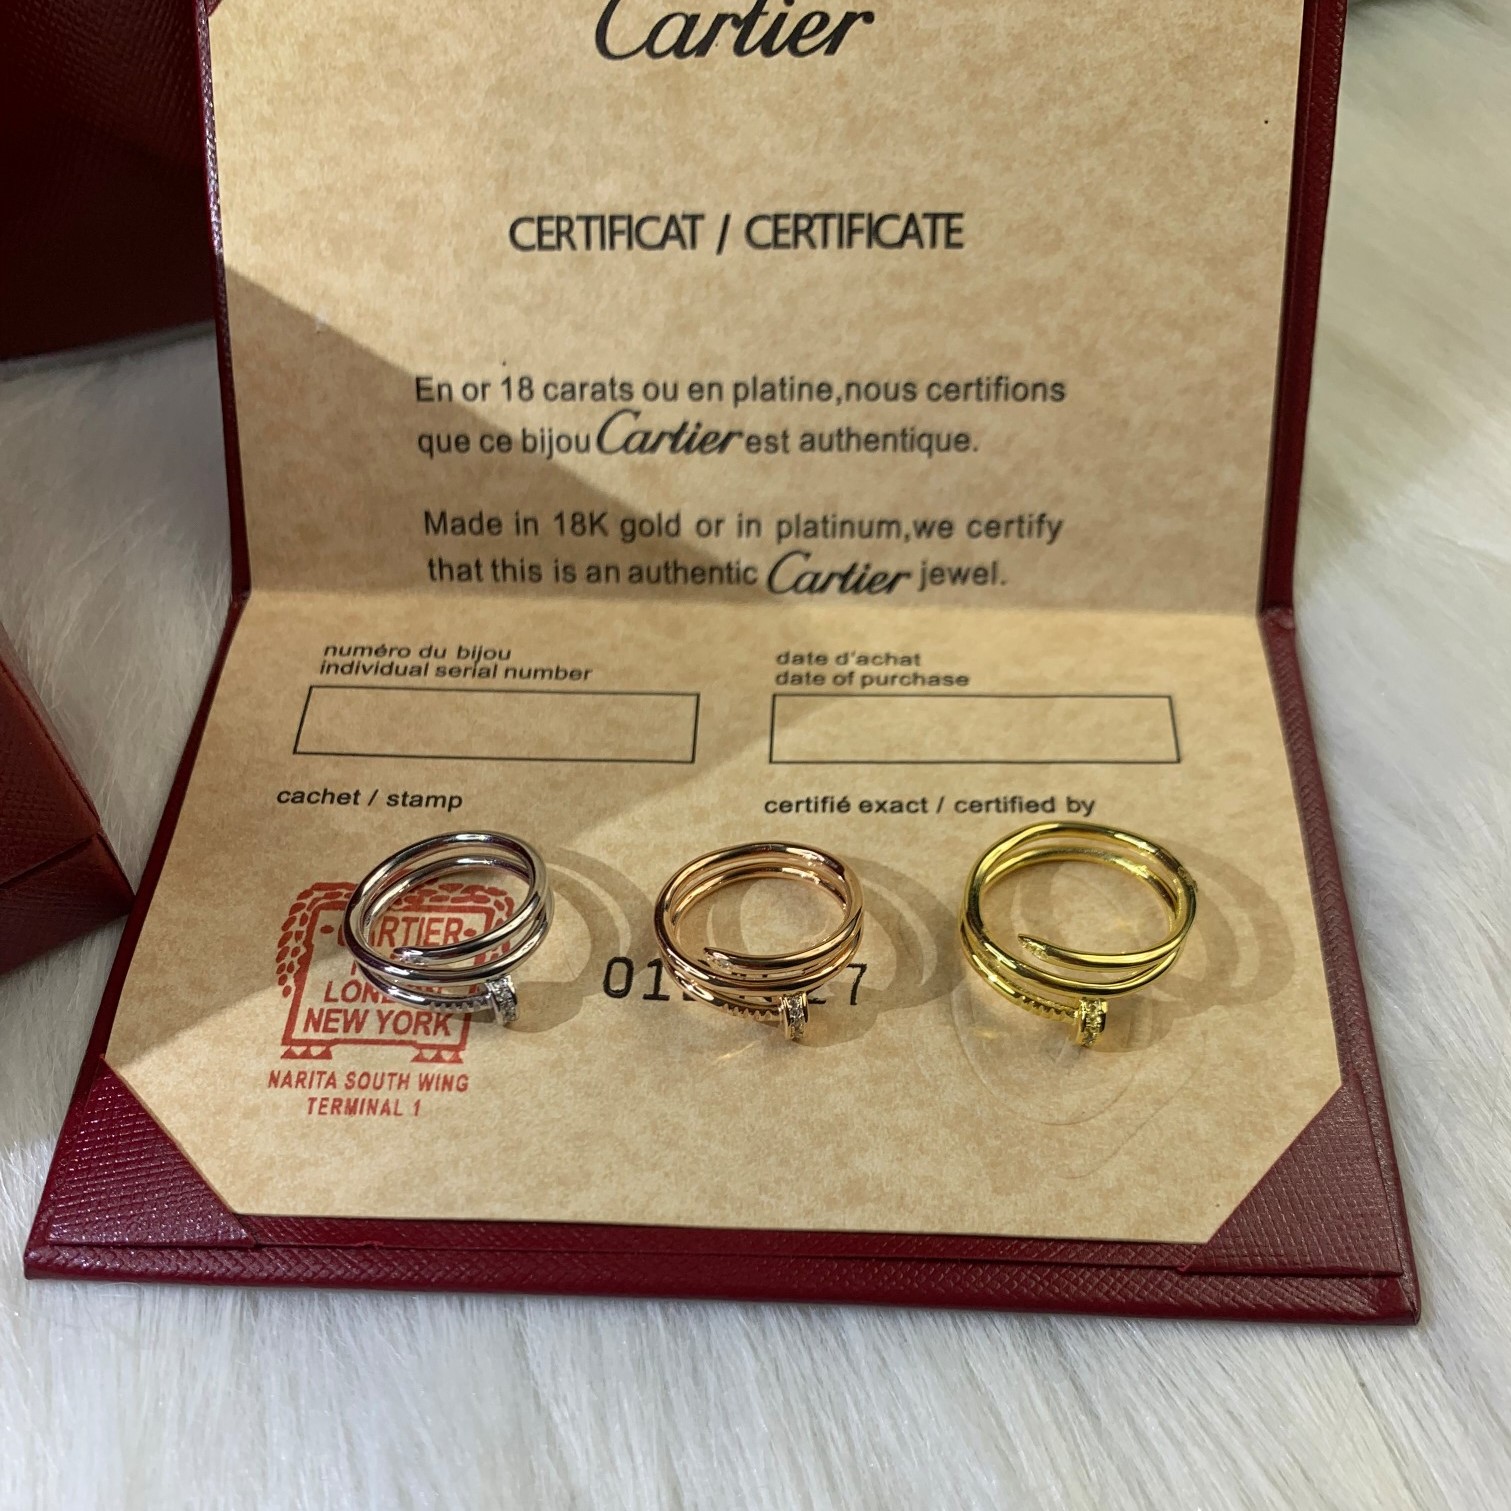 Cartier
CERTIFICAT / CERTIFICATE
En or 18 carats ou en platine,nous certifions
que ce bijou Cartier est authentique.
Made in 18K gold or in platinum,we certify
that this is an authentic Cartier jewel.
numéro du bijou
individual serial number
date d'achat
date of purchase
cachet / stamp
certifié exact / certified by
NEW YORK
NARITA SOUTH WING
TERMINAL 1